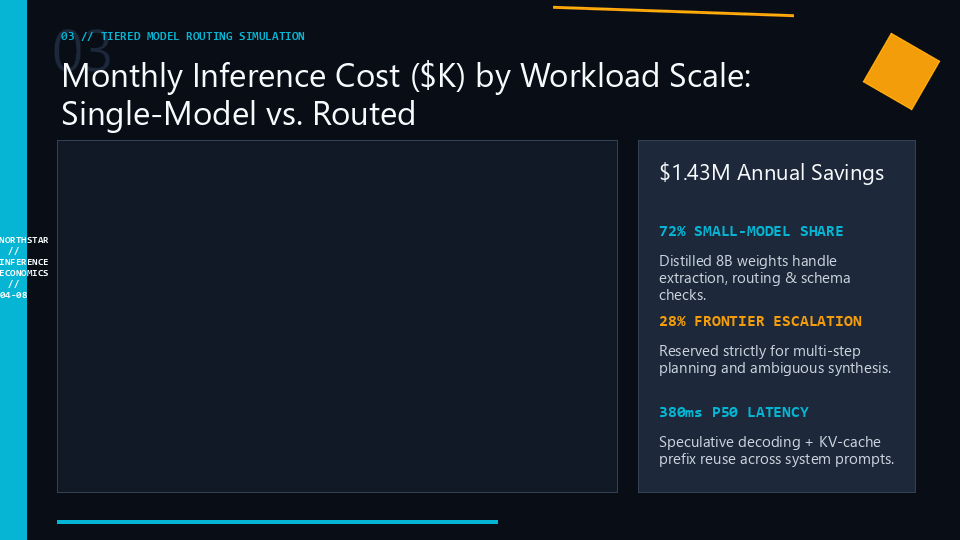 03
03 // TIERED MODEL ROUTING SIMULATION
Monthly Inference Cost ($K) by Workload Scale:
Single-Model vs. Routed
NORTHSTAR
//
INFERENCE
ECONOMICS
//
04-08
$1.43M Annual Savings
72% SMALL-MODEL SHARE
Distilled 8B weights handle
extraction, routing & schema
checks.
28% FRONTIER ESCALATION
Reserved strictly for multi-step
planning and ambiguous synthesis.
380ms P50 LATENCY
Speculative decoding + KV-cache
prefix reuse across system prompts.